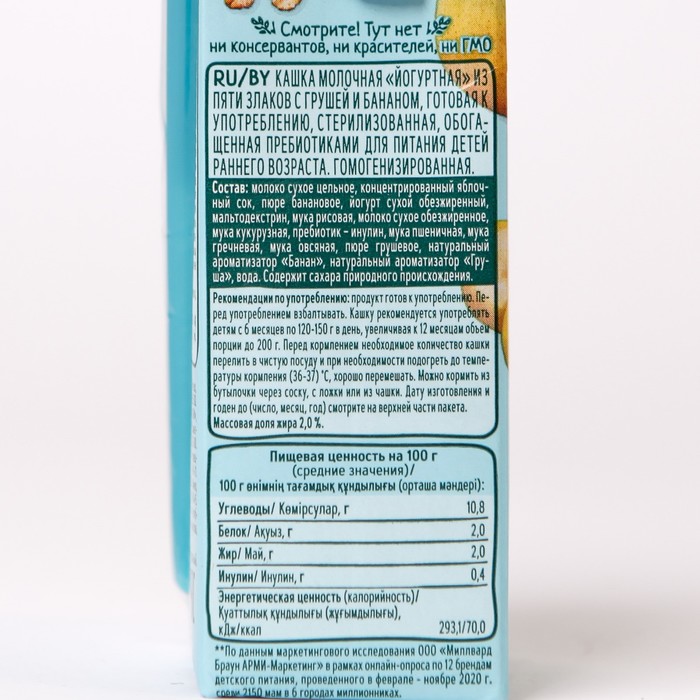 Смотрите! Тут нет
ни консервантов, ни красителей, ни ГМО
RU/BY КАШКА МОЛОЧНАЯ «ЙОГУРТНАЯ» ИЗ
ПЯТИ ЗЛАКОВ С ГРУШЕЙ И БАНАНОМ, ГОТОВАЯ К
УПОТРЕБЛЕНИЮ, СТЕРИЛИЗОВАННАЯ, ОБОГА-
ЩЕННАЯ ПРЕБИОТИКАМИ ДЛЯ ПИТАНИЯ ДЕТЕЙ
РАННЕГО ВОЗРАСТА. ГОМОГЕНИЗИРОВАННАЯ.
Состав: молоко сухое цельное, концентрированный яблоч-
ный сок, пюре банановое, йогурт сухой обезжиренный,
мальтодекстрин, мука рисовая, молоко сухое обезжиренное,
мука кукурузная, пребиотик – инулин, мука пшеничная, мука
гречневая, мука овсяная, пюре грушевое, натуральный
ароматизатор «Банан», натуральный ароматизатор «Гру-
ша», вода. Содержит сахара природного происхождения.
Рекомендации по употреблению: продукт готов к употреблению. Пе-
ред употреблением взбалтывать. Кашку рекомендуется употреблять
детям с 6 месяцев по 120-150 г в день, увеличивая к 12 месяцам объем
порции до 200 г. Перед кормлением необходимое количество кашки
перелить в чистую посуду и при необходимости подогреть до темпе-
ратуры кормления (36-37) °С, хорошо перемешать. Можно кормить из
бутылочки через соску, с ложки или из чашки. Дату изготовления и
годен до (число, месяц, год) смотрите на верхней части пакета.
Массовая доля жира 2,0 %.
Пищевая ценность на 100 г
(средние значения)/
100 г өнімнің тағамдық құндылығы (орташа мәндері):
Углеводы/ Көмірсулар, г 10,8
Белок/ Ақуыз, г 2,0
Жир/ Май, г 2,0
Инулин/ Инулин, г 0,4
Энергетическая ценность (калорийность)/
Қуаттылық құндылығы (жұғымдылығы),
кДж/ккал 293,1/70,0
**По данным маркетингового исследования ООО «Миллвард
Браун АРМИ-Маркетинг» в рамках онлайн-опроса по 12 брендам
детского питания, проведенного в феврале - ноябре 2020 г.
среди 2150 мам в 6 городах миллионниках.